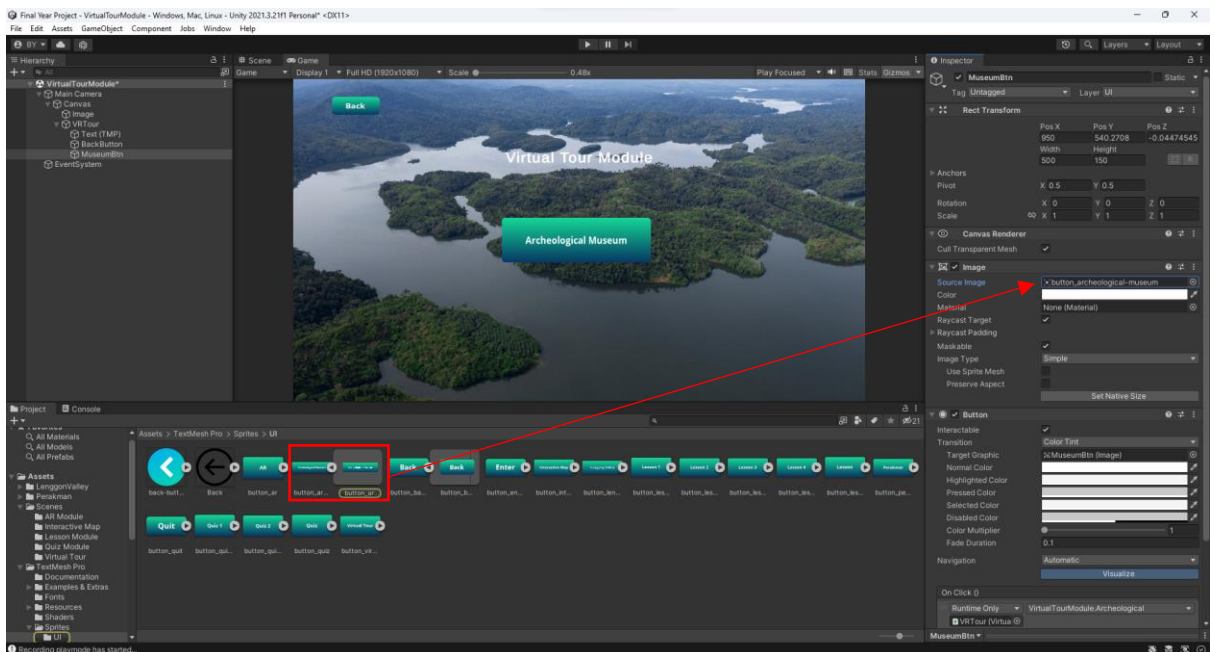 Final Year Project - VirtualTourModule - Windows, Mac, Linux - Unity 2021.3.21f1 Personal* <DX11>
File Edit Assets GameObject Component Jobs Window Help
BY
Layers Layout
Hierarchy
All
VirtualTourModule*
Main Camera
Canvas
Image
VRTour
Text (TMP)
BackButton
MuseumBtn
EventSystem
Scene Game
Game Display 1 Full HD (1920x1080) Scale 0.48x Play Focused Stats Gizmos
Back
Virtual Tour Module
Archeological Museum
Inspector
MuseumBtn Static
Tag Untagged Layer UI
Rect Transform
Pos X Pos Y Pos Z
950 540.2708 -0.04474545
Width Height
500 150
R
Anchors
Pivot X 0.5 Y 0.5
Rotation X 0 Y 0 Z 0
Scale X 1 Y 1 Z 1
Canvas Renderer
Cull Transparent Mesh
Image
Source Image button_archeological-museum
Color
Material None (Material)
Raycast Target
Raycast Padding
Maskable
Image Type Simple
Use Sprite Mesh
Preserve Aspect
Set Native Size
Button
Interactable
Transition Color Tint
Target Graphic MuseumBtn (Image)
Normal Color
Highlighted Color
Pressed Color
Selected Color
Disabled Color
Color Multiplier 1
Fade Duration 0.1
Navigation Automatic
Visualize
On Click ()
Runtime Only VirtualTourModule.Archeological
VRTour (Virtua
MuseumBtn
Project Console
21
All Materials
All Models
All Prefabs
Assets
LenggonValley
Perakman
Scenes
AR Module
Interactive Map
Lesson Module
Quiz Module
Virtual Tour
TextMesh Pro
Documentation
Examples & Extras
Fonts
Resources
Shaders
Sprites
UI
Assets > TextMesh Pro > Sprites > UI
AR Back Back Enter Interactive Map Lesson 1 Lesson 2 Lesson 3 Lesson 4 Lesson Perakman
back-butt... Back button_ar button_ar... button_ar... button_ba... button_b... button_en... button_int... button_len... button_les... button_les... button_les... button_les... button_les... button_pe...
Quit Quiz 1 Quiz 2 Quiz Virtual Tour
button_quit button_qui... button_qui... button_quiz button_vir...
Recording playmode has started...